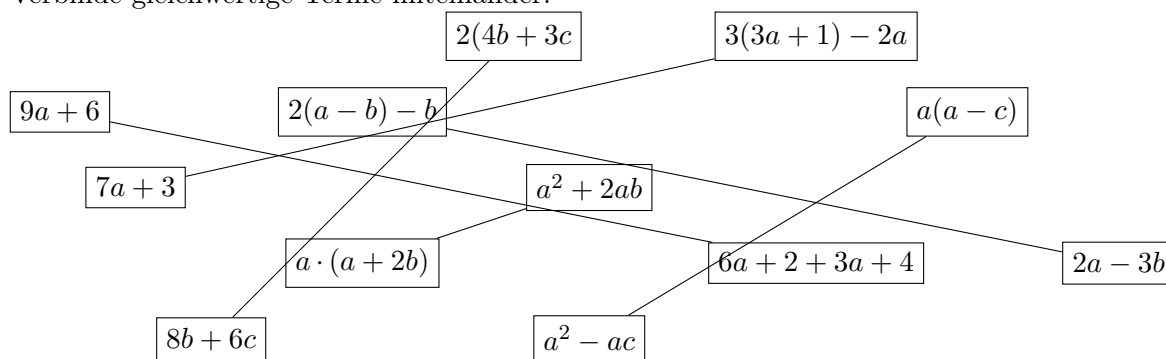 Verbinde gleichwertige Terme miteinander:
2(4b + 3c
3(3a + 1) − 2a
9a + 6
2(a − b) − b
a(a − c)
7a + 3
a² + 2ab
a · (a + 2b)
6a + 2 + 3a + 4
2a − 3b
8b + 6c
a² − ac